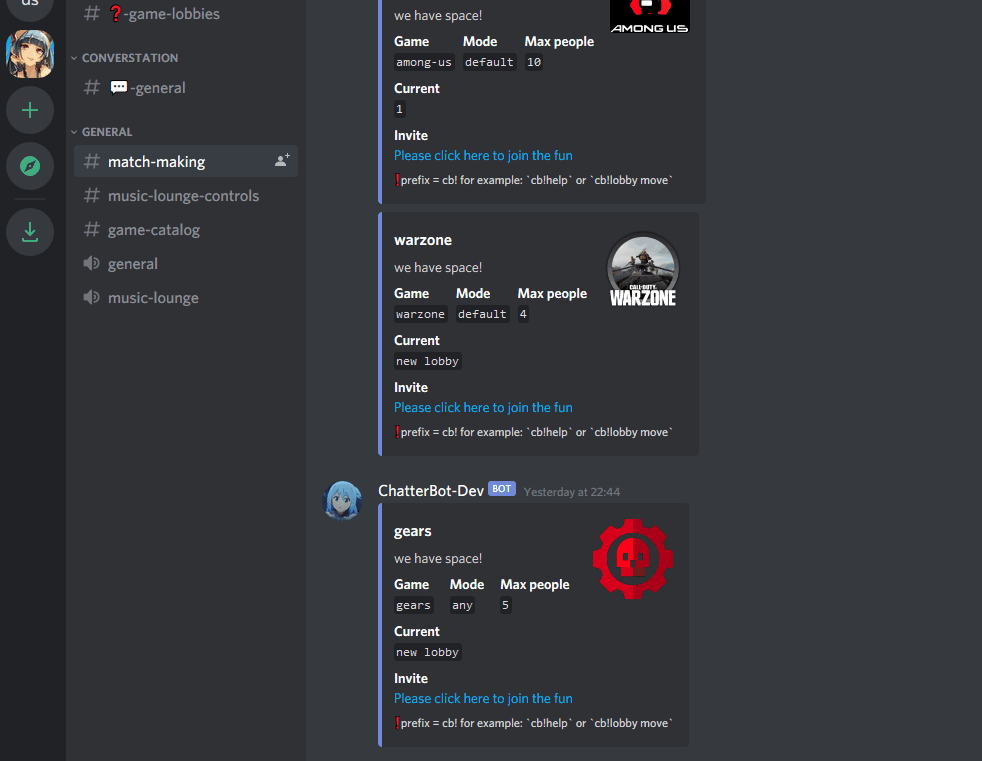 us
❓-game-lobbies
CONVERSTATION
💬-general
GENERAL
match-making
music-lounge-controls
game-catalog
general
music-lounge
we have space!
AMONG US
Game Mode Max people
among-us default 10
Current
1
Invite
Please click here to join the fun
❗prefix = cb! for example: `cb!help` or `cb!lobby move`
warzone
we have space!
CALL OF DUTY
WARZONE
Game Mode Max people
warzone default 4
Current
new lobby
Invite
Please click here to join the fun
❗prefix = cb! for example: `cb!help` or `cb!lobby move`
ChatterBot-Dev BOT Yesterday at 22:44
gears
we have space!
Game Mode Max people
gears any 5
Current
new lobby
Invite
Please click here to join the fun
❗prefix = cb! for example: `cb!help` or `cb!lobby move`